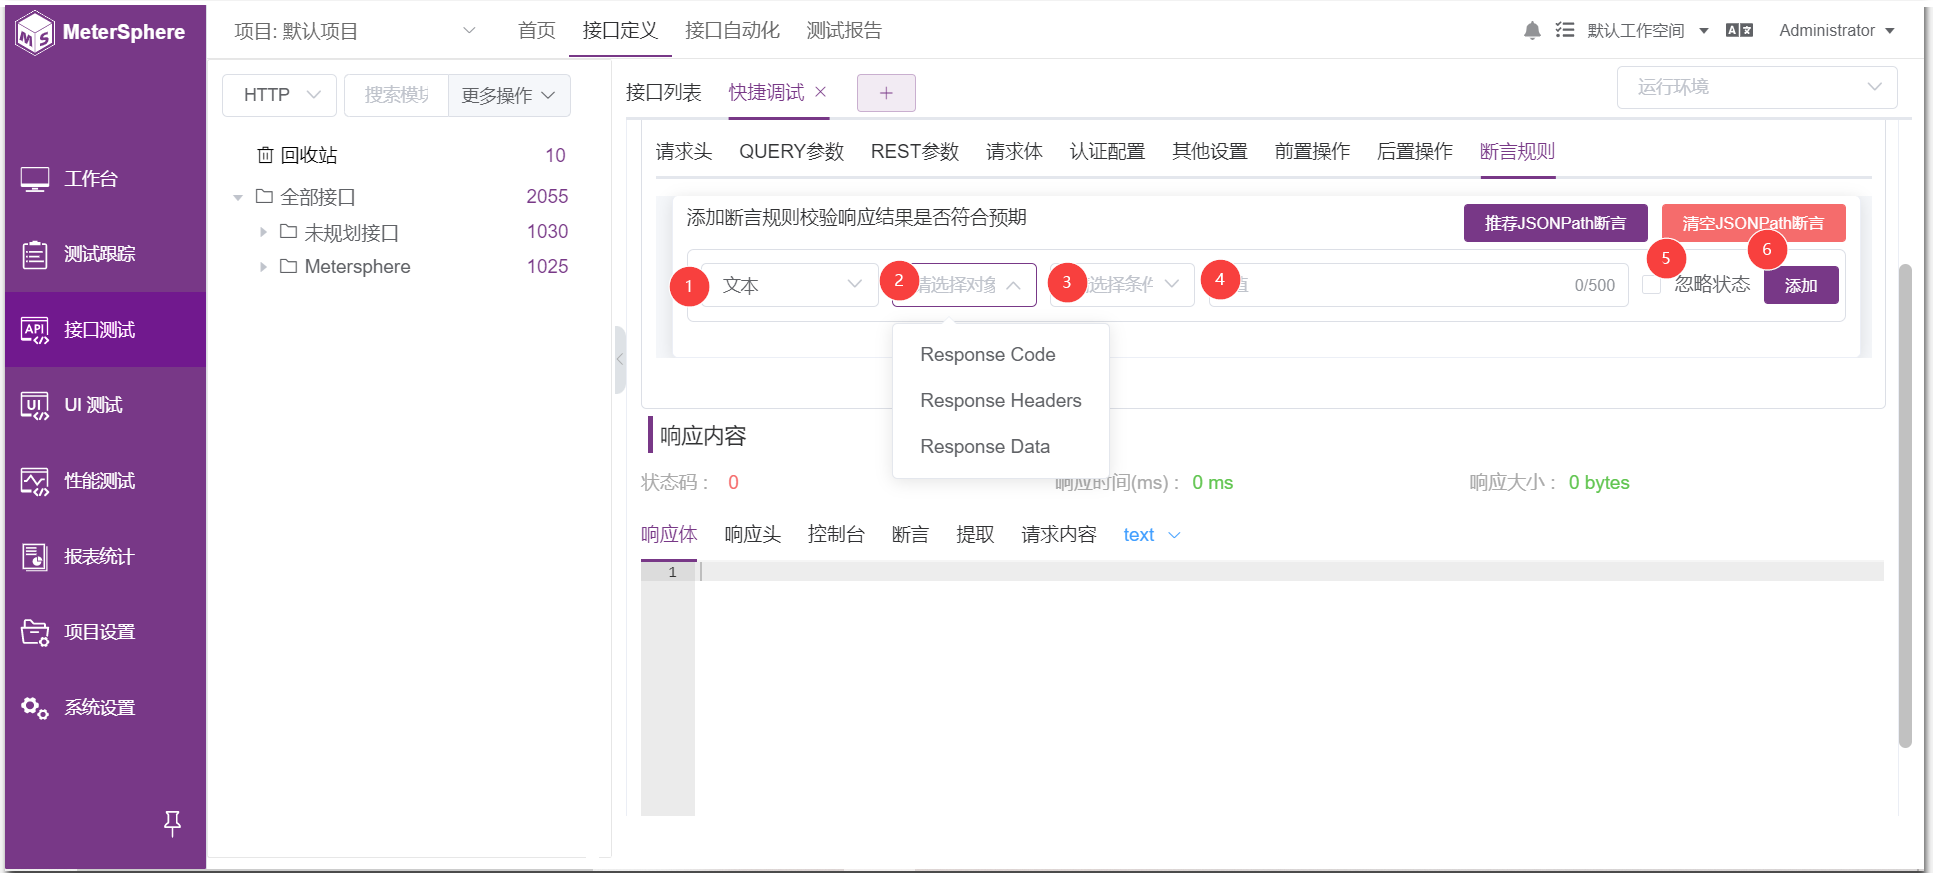 MeterSphere
项目: 默认项目
首页
接口定义
接口自动化
测试报告
默认工作空间
Administrator
工作台
测试跟踪
接口测试
UI 测试
性能测试
报表统计
项目设置
系统设置
HTTP
搜索模块
更多操作
回收站 10
全部接口 2055
未规划接口 1030
Metersphere 1025
接口列表
快捷调试
运行环境
请求头
QUERY参数
REST参数
请求体
认证配置
其他设置
前置操作
后置操作
断言规则
添加断言规则校验响应结果是否符合预期
推荐JSONPath断言
清空JSONPath断言
1 文本
2 请选择对象
3 选择条件
4 值 0/500
5 忽略状态
6 添加
Response Code
Response Headers
Response Data
响应内容
状态码： 0
响应时间(ms)： 0 ms
响应大小： 0 bytes
响应体
响应头
控制台
断言
提取
请求内容
text
1